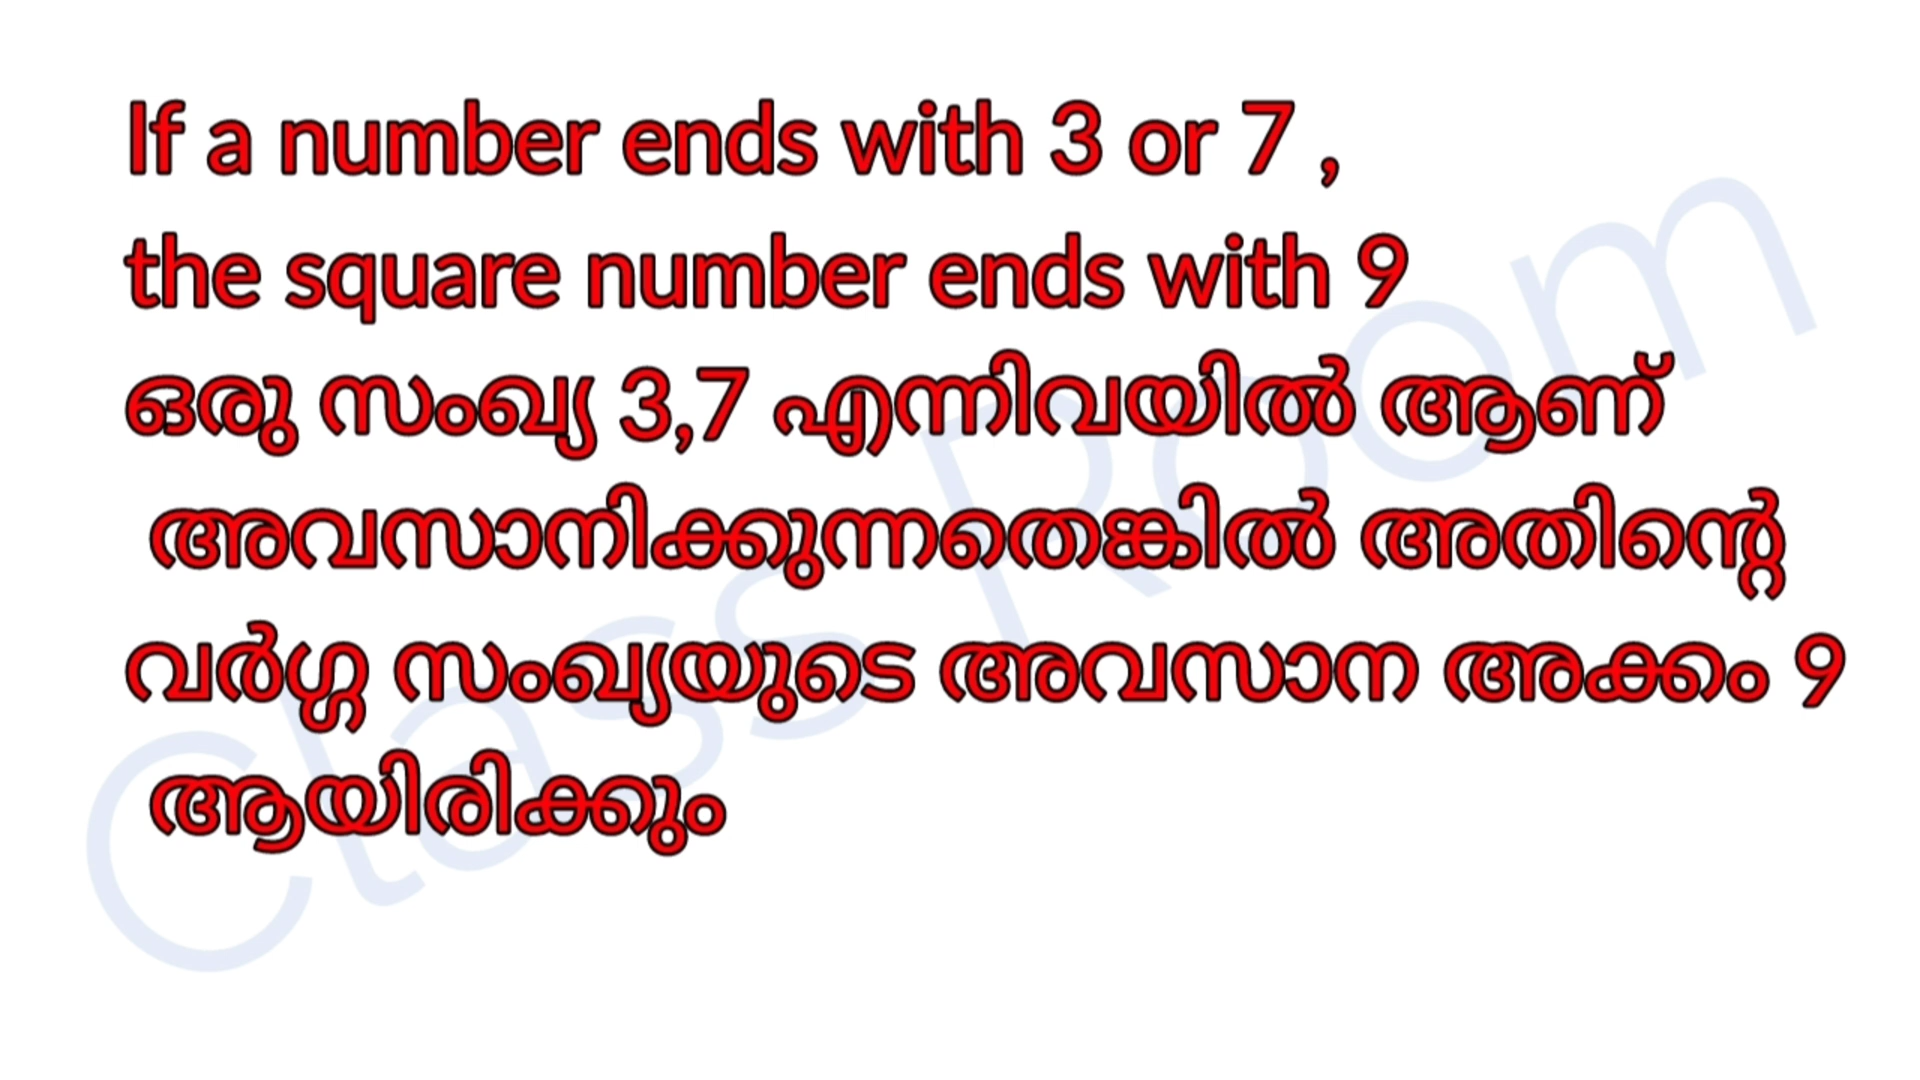 If a number ends with 3 or 7 ,
the square number ends with 9
ഒരു സംഖ്യ 3,7 എന്നിവയിൽ ആണ്
അവസാനിക്കുന്നതെങ്കിൽ അതിന്റെ
വർഗ്ഗ സംഖ്യയുടെ അവസാന അക്കം 9
ആയിരിക്കും
Class Room